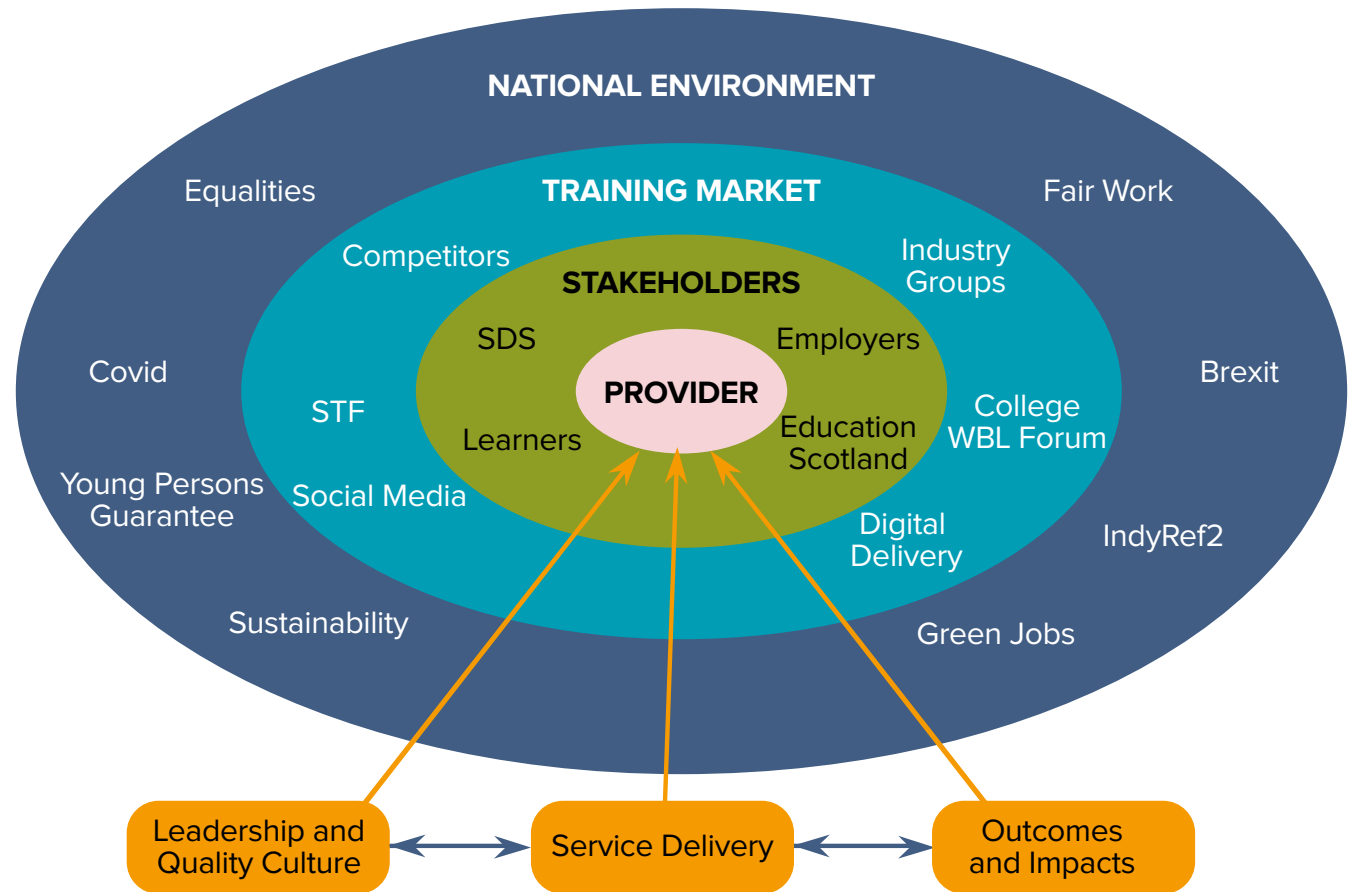 NATIONAL ENVIRONMENT
Equalities
Fair Work
TRAINING MARKET
Competitors
Industry
Groups
STAKEHOLDERS
SDS
Employers
Covid
Brexit
PROVIDER
STF
College
WBL Forum
Learners
Education
Scotland
Young Persons
Guarantee
Social Media
Digital
Delivery
IndyRef2
Sustainability
Green Jobs
Leadership and
Quality Culture
Service Delivery
Outcomes
and Impacts